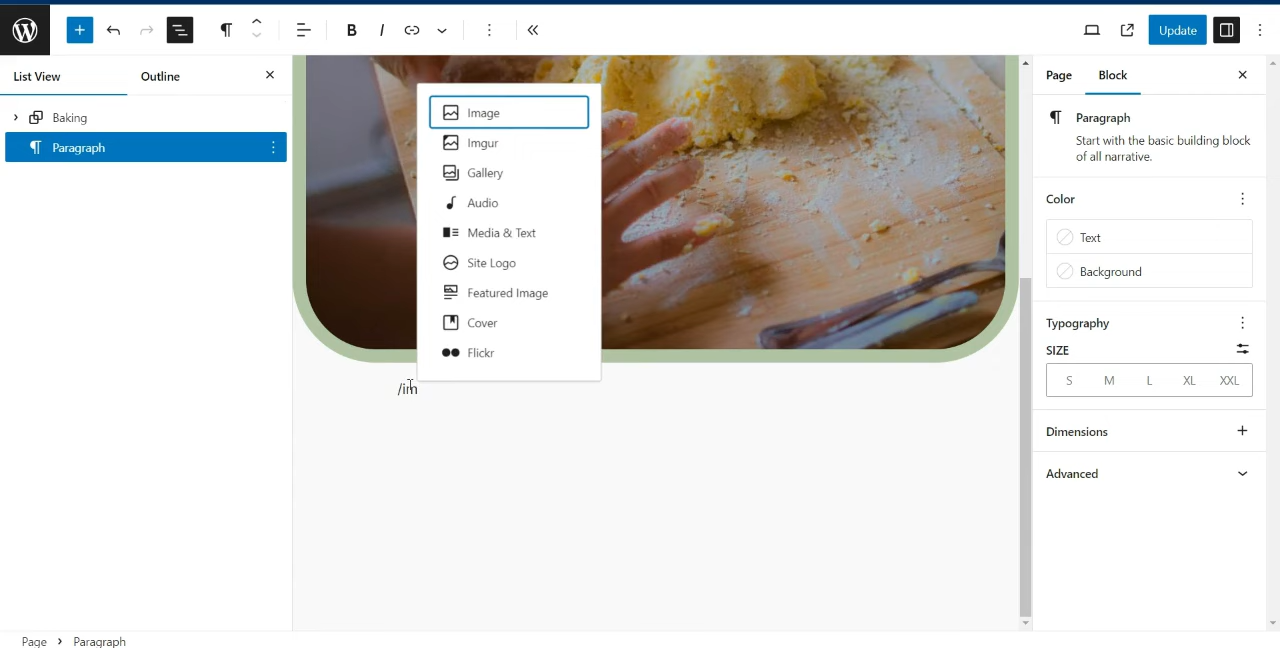 B I
Update
List View Outline
Page Block
Baking
Paragraph
Paragraph
Start with the basic building block
of all narrative.
Image
Imgur
Gallery
Audio
Media & Text
Site Logo
Featured Image
Cover
Flickr
/im
Color
Text
Background
Typography
SIZE
S M L XL XXL
Dimensions
Advanced
Page > Paragraph